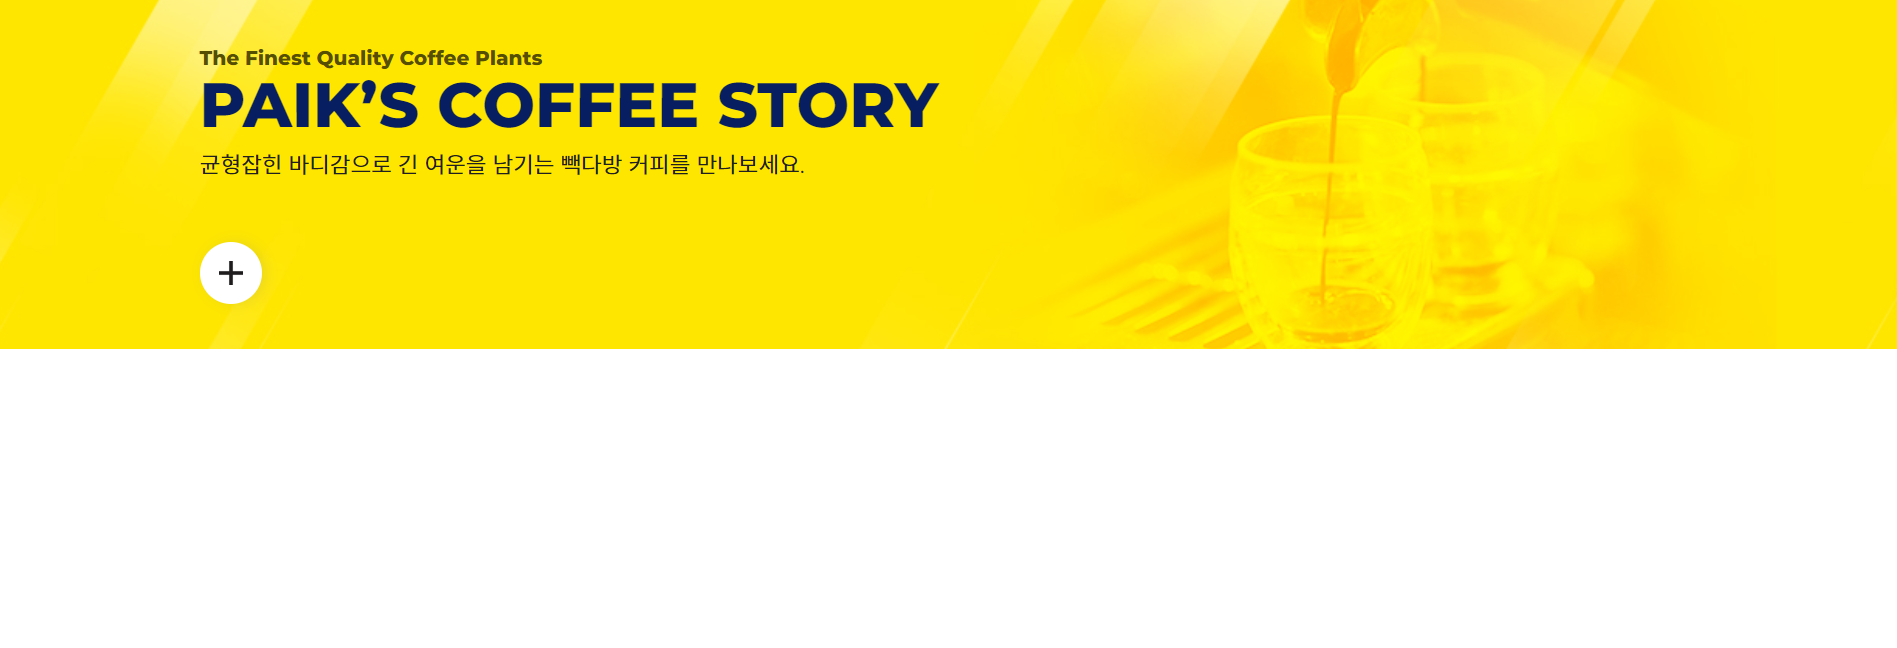 The Finest Quality Coffee Plants
PAIK’S COFFEE STORY
균형잡힌 바디감으로 긴 여운을 남기는 빽다방 커피를 만나보세요.